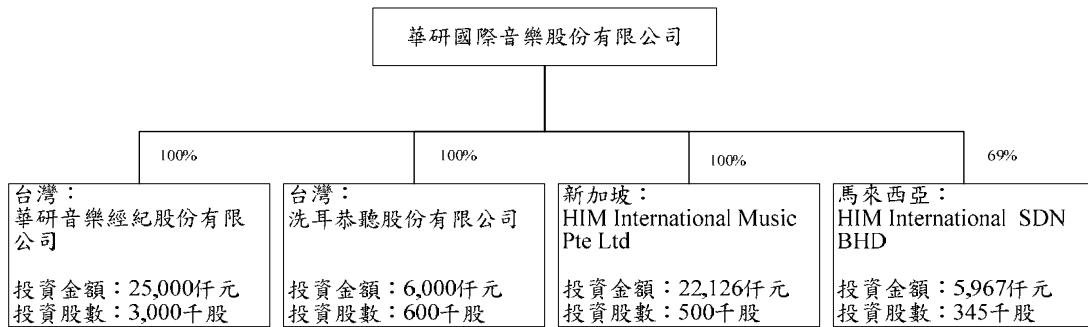 華研國際音樂股份有限公司
100%
100%
100%
69%
台灣：
華研音樂經紀股份有限
公司
投資金額：25,000仟元
投資股數：3,000千股
台灣：
洗耳恭聽股份有限公司
投資金額：6,000仟元
投資股數：600千股
新加坡：
HIM International Music
Pte Ltd
投資金額：22,126仟元
投資股數：500千股
馬來西亞：
HIM International SDN
BHD
投資金額：5,967仟元
投資股數：345千股